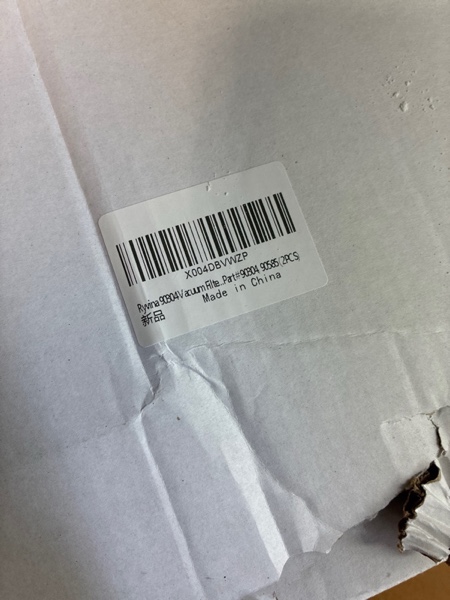 X004DBVWZP
Ryvina 90304 Vacuum Filte...Part# 90304, 90585 (2PCS)
新品
Made in China